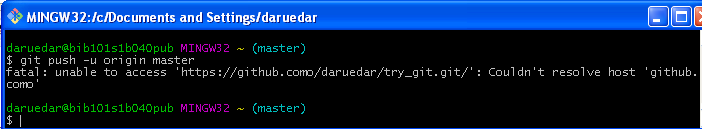 MINGW32:/c/Documents and Settings/daruedar
daruedar@bib101s1b040pub MINGW32 ~ (master)
$ git push -u origin master
fatal: unable to access 'https://github.como/daruedar/try_git.git/': Couldn't resolve host 'github.
como'
daruedar@bib101s1b040pub MINGW32 ~ (master)
$